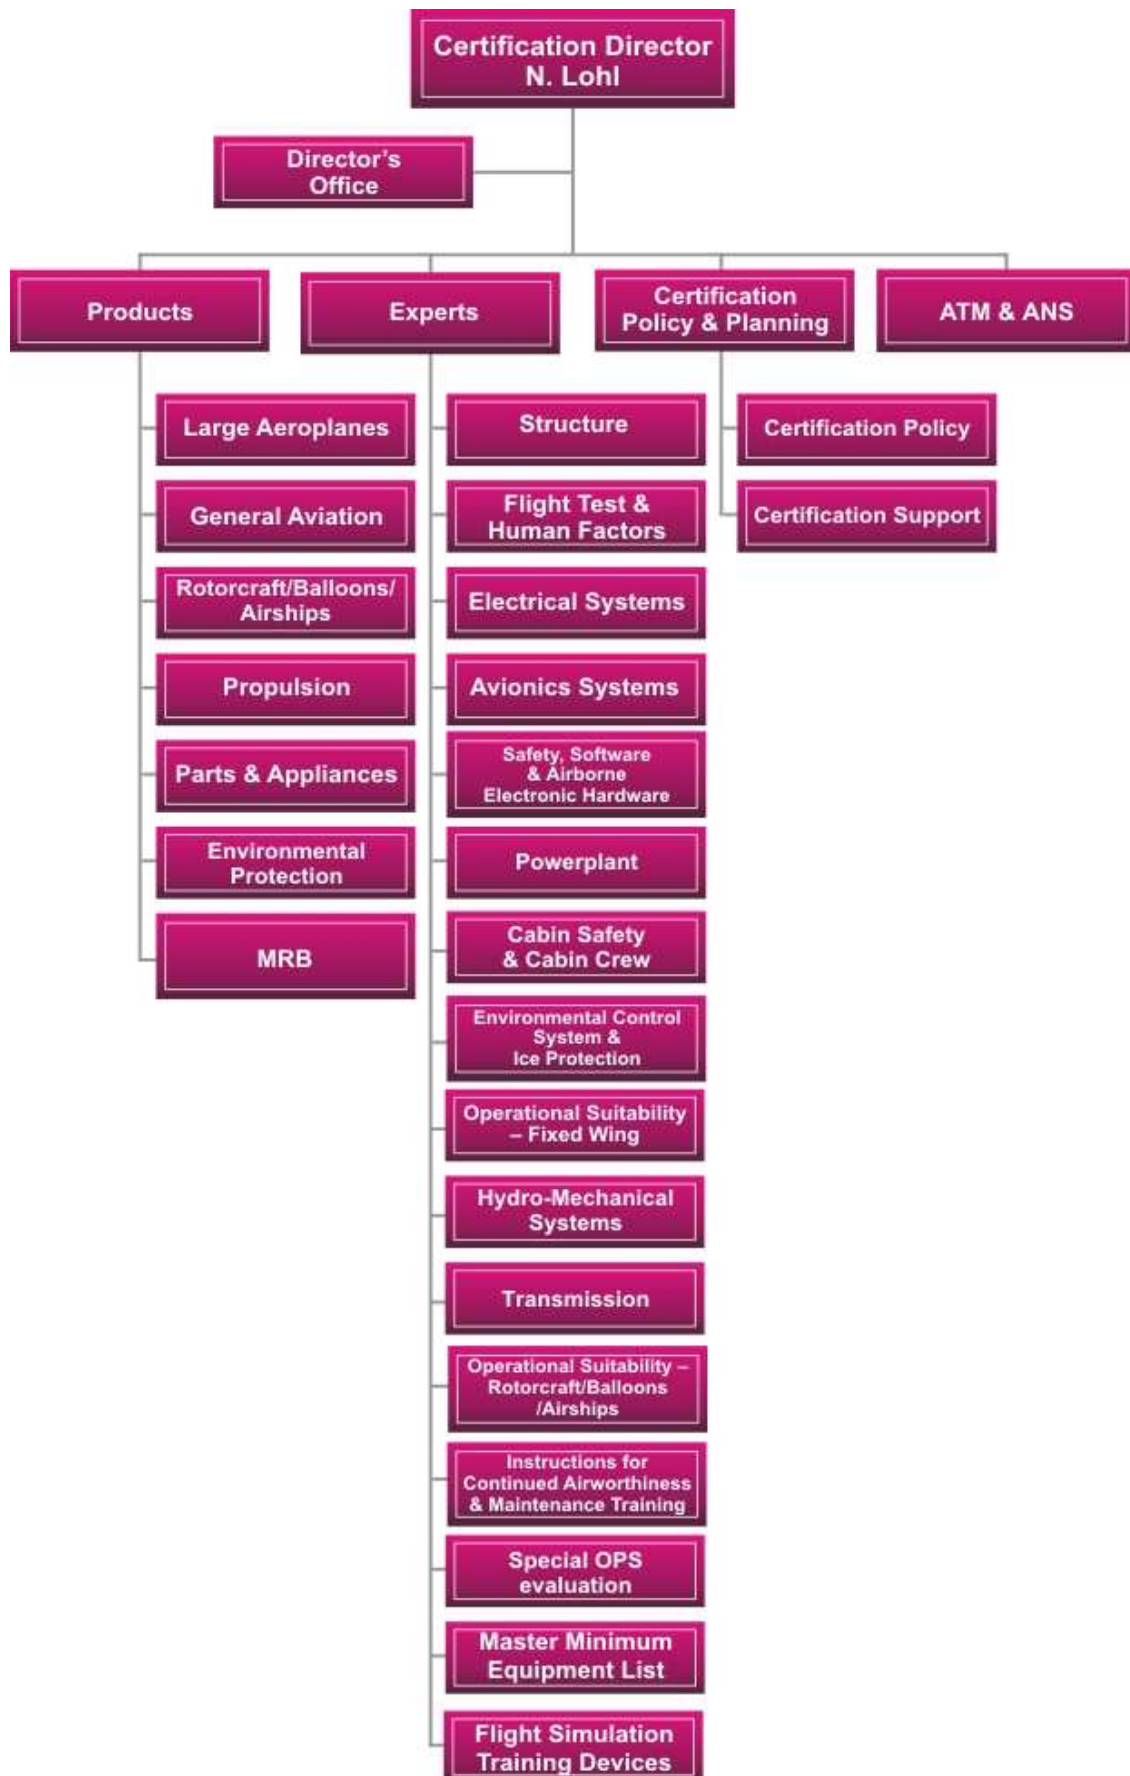 Certification Director
N. Lohl
Director’s
Office
Products
Experts
Certification
Policy & Planning
ATM & ANS
Large Aeroplanes
General Aviation
Rotorcraft/Balloons/
Airships
Propulsion
Parts & Appliances
Environmental
Protection
MRB
Structure
Flight Test &
Human Factors
Electrical Systems
Avionics Systems
Safety, Software
& Airborne
Electronic Hardware
Powerplant
Cabin Safety
& Cabin Crew
Environmental Control
System &
Ice Protection
Operational Suitability
– Fixed Wing
Hydro-Mechanical
Systems
Transmission
Operational Suitability –
Rotorcraft/Balloons
/Airships
Instructions for
Continued Airworthiness
& Maintenance Training
Special OPS
evaluation
Master Minimum
Equipment List
Flight Simulation
Training Devices
Certification Policy
Certification Support